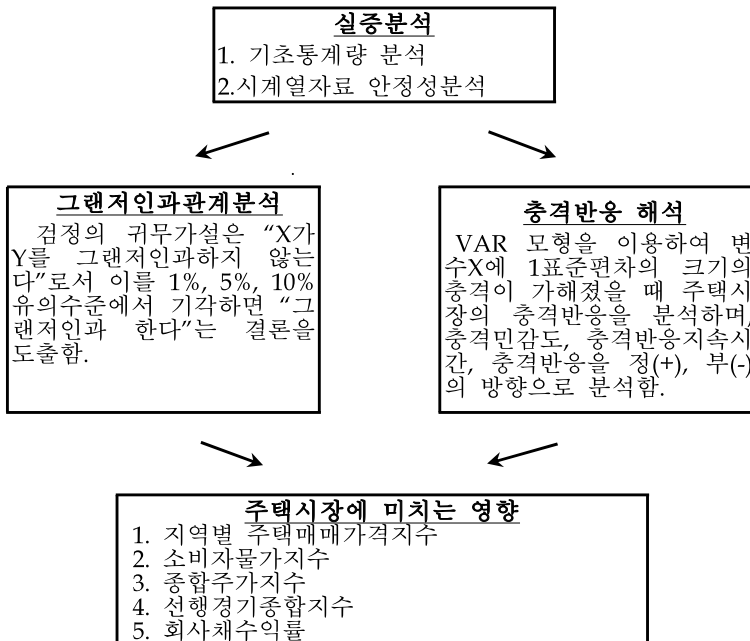 실증분석
1. 기초통계량 분석
2.시계열자료 안정성분석
그랜저인과관계분석
검정의 귀무가설은 “X가
Y를 그랜저인과하지 않는
다”로서 이를 1%, 5%, 10%
유의수준에서 기각하면 “그
랜저인과 한다”는 결론을
도출함.
충격반응 해석
VAR 모형을 이용하여 변
수X에 1표준편차의 크기의
충격이 가해졌을 때 주택시
장의 충격반응을 분석하며,
충격민감도, 충격반응지속시
간, 충격반응을 정(+), 부(-)
의 방향으로 분석함.
주택시장에 미치는 영향
1. 지역별 주택매매가격지수
2. 소비자물가지수
3. 종합주가지수
4. 선행경기종합지수
5. 회사채수익률